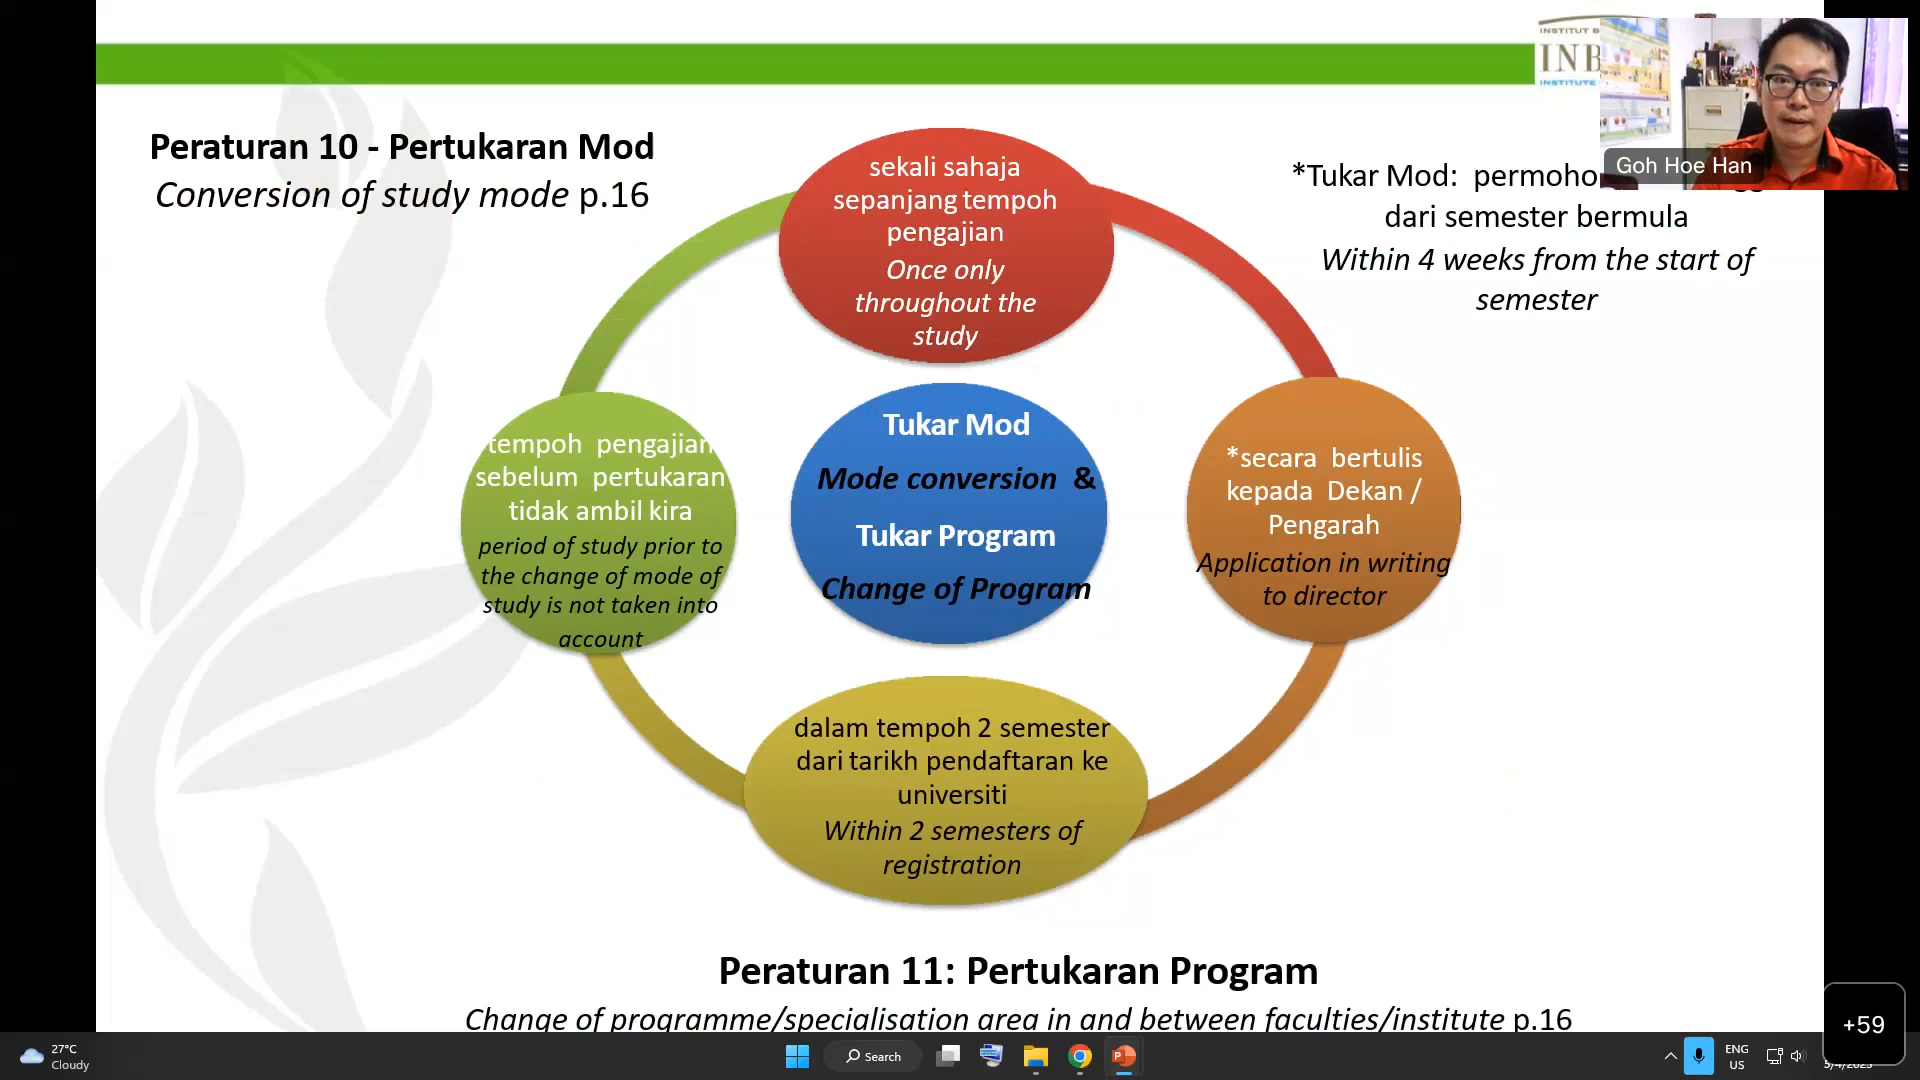 INSTITUT
INB
INSTITUTE
Goh Hoe Han
Peraturan 10 - Pertukaran Mod
Conversion of study mode p.16
*Tukar Mod: permoho
dari semester bermula
Within 4 weeks from the start of
semester
sekali sahaja
sepanjang tempoh
pengajian
Once only
throughout the
study
tempoh pengajian
sebelum pertukaran
tidak ambil kira
period of study prior to
the change of mode of
study is not taken into
account
Tukar Mod
Mode conversion &
Tukar Program
Change of Program
*secara bertulis
kepada Dekan /
Pengarah
Application in writing
to director
dalam tempoh 2 semester
dari tarikh pendaftaran ke
universiti
Within 2 semesters of
registration
Peraturan 11: Pertukaran Program
Change of programme/specialisation area in and between faculties/institute p.16
+59
27°C
Cloudy
Search
ENG
US